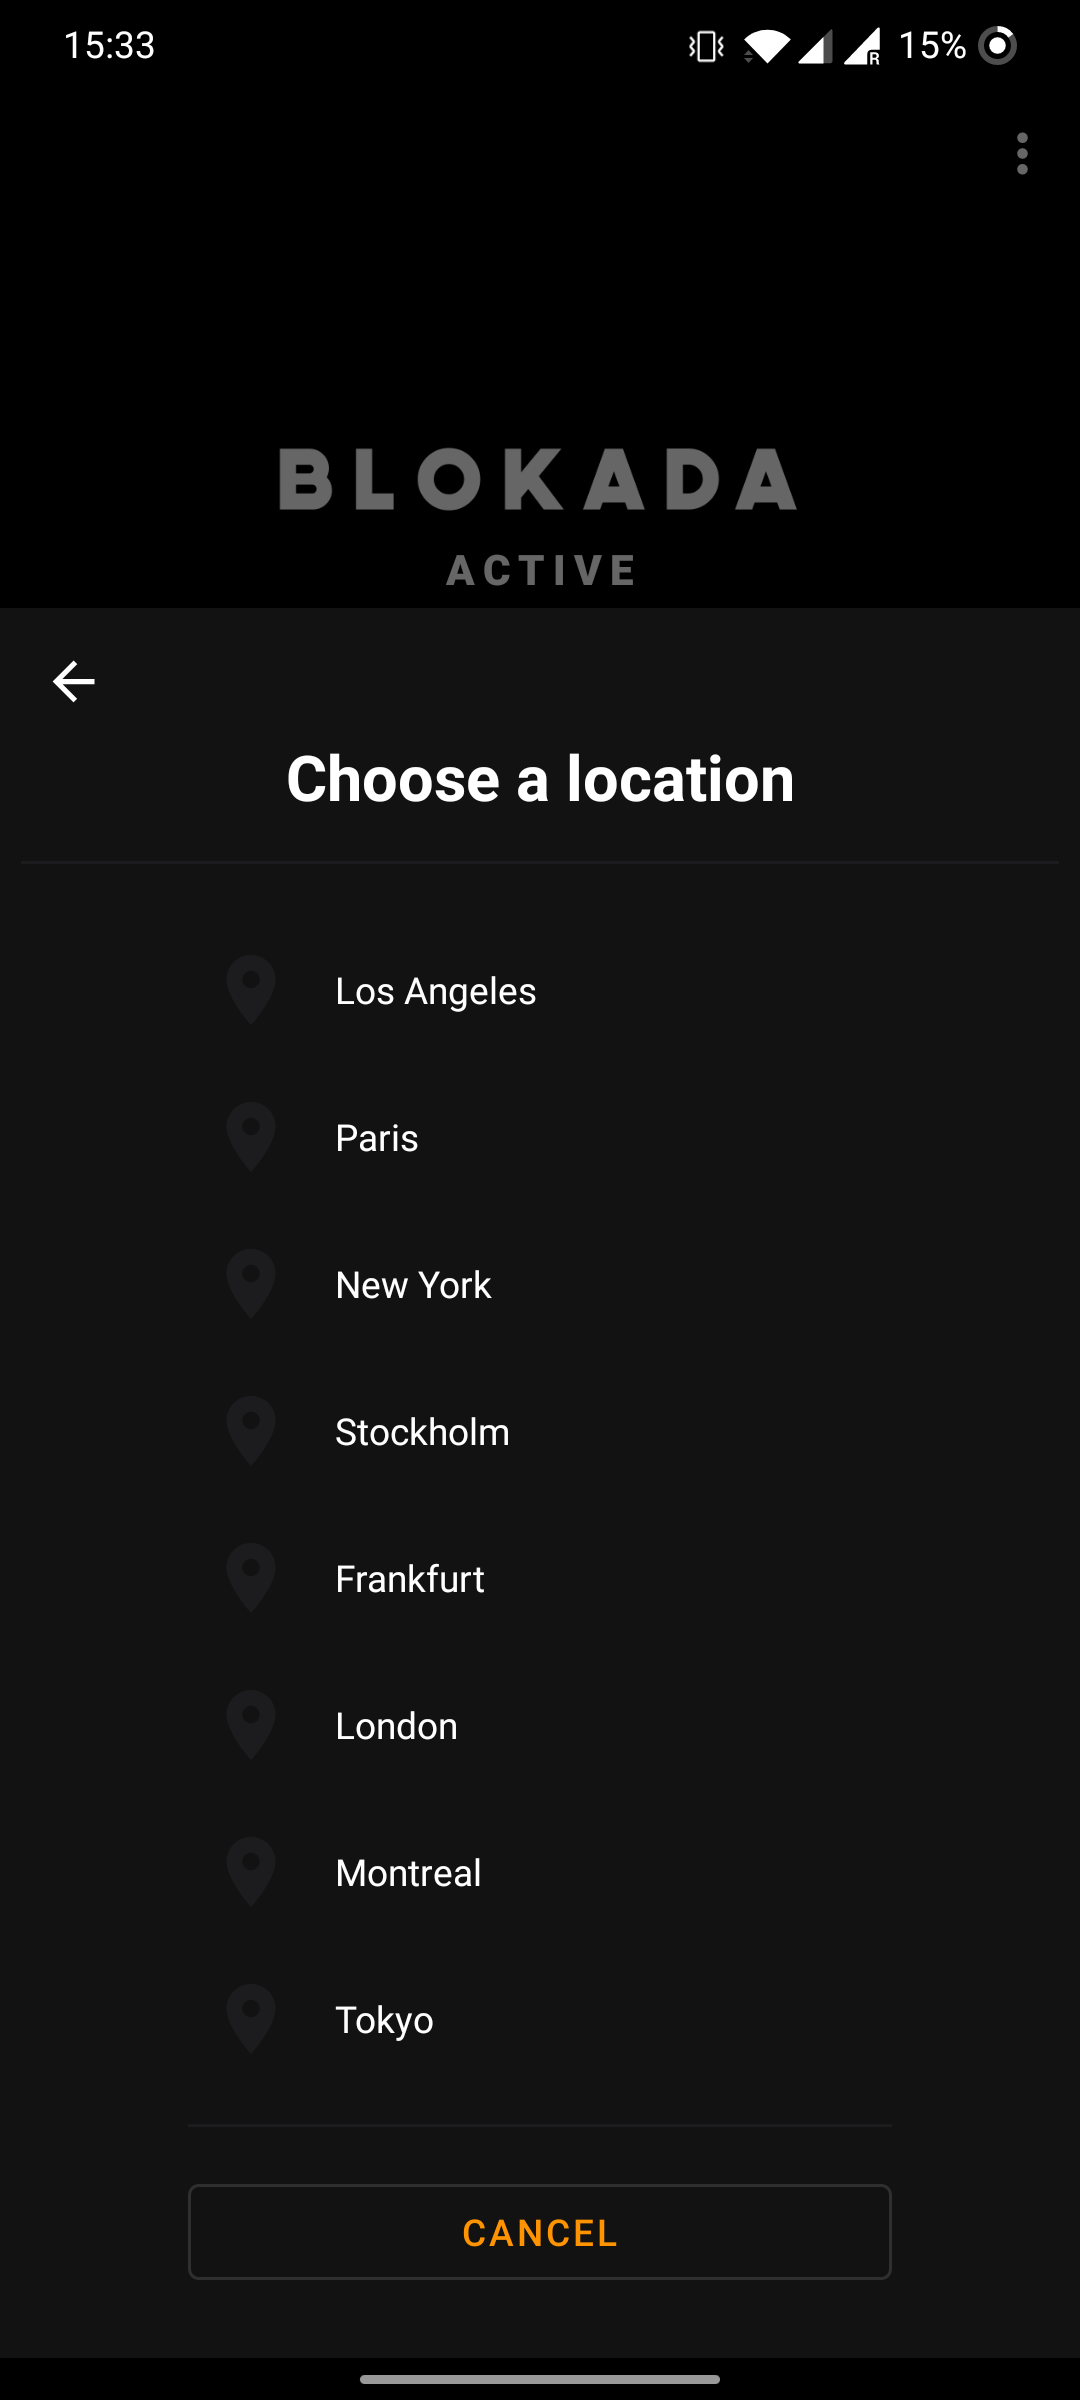 15:33
R
15%
BLOKADA
ACTIVE
Choose a location
Los Angeles
Paris
New York
Stockholm
Frankfurt
London
Montreal
Tokyo
CANCEL